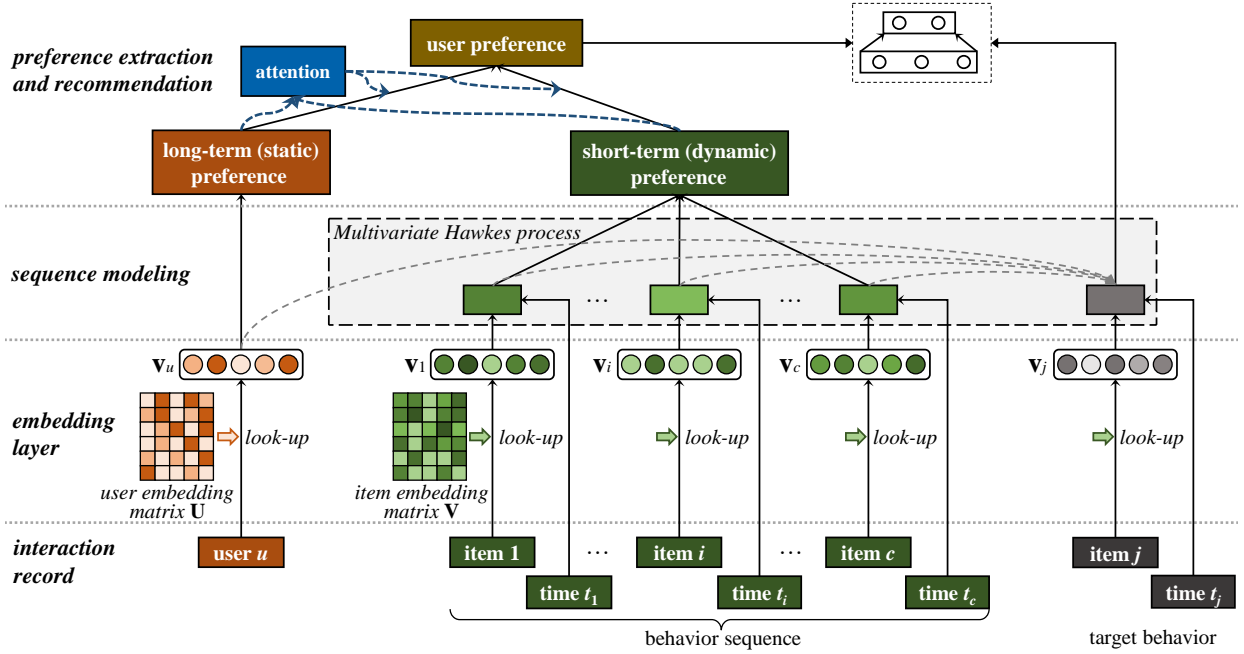 preference extraction
and recommendation
user preference
attention
long-term (static)
preference
short-term (dynamic)
preference
Multivariate Hawkes process
sequence modeling
...
...
v_u
v_1
v_i
v_c
v_j
embedding
layer
look-up
look-up
look-up
look-up
look-up
user embedding
matrix U
item embedding
matrix V
interaction
record
user u
item 1
...
item i
...
item c
item j
time t_1
time t_i
time t_c
time t_j
behavior sequence
target behavior